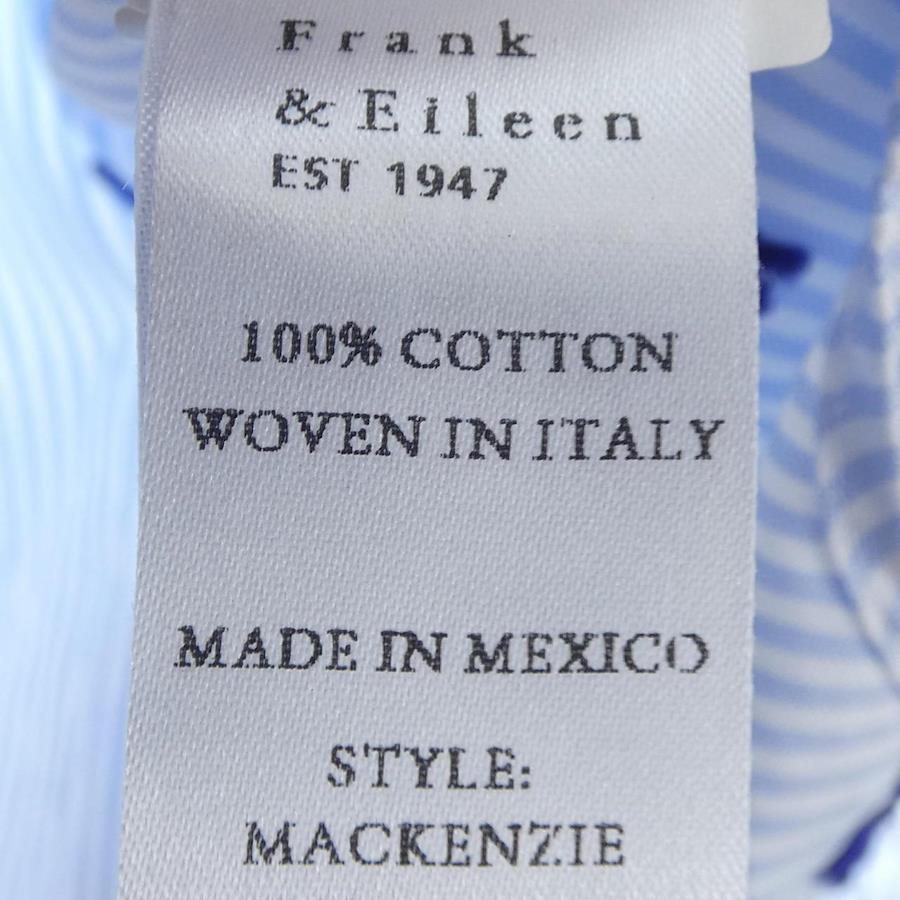 Frank
& Eileen
EST 1947
100% COTTON
WOVEN IN ITALY
MADE IN MEXICO
STYLE:
MACKENZIE